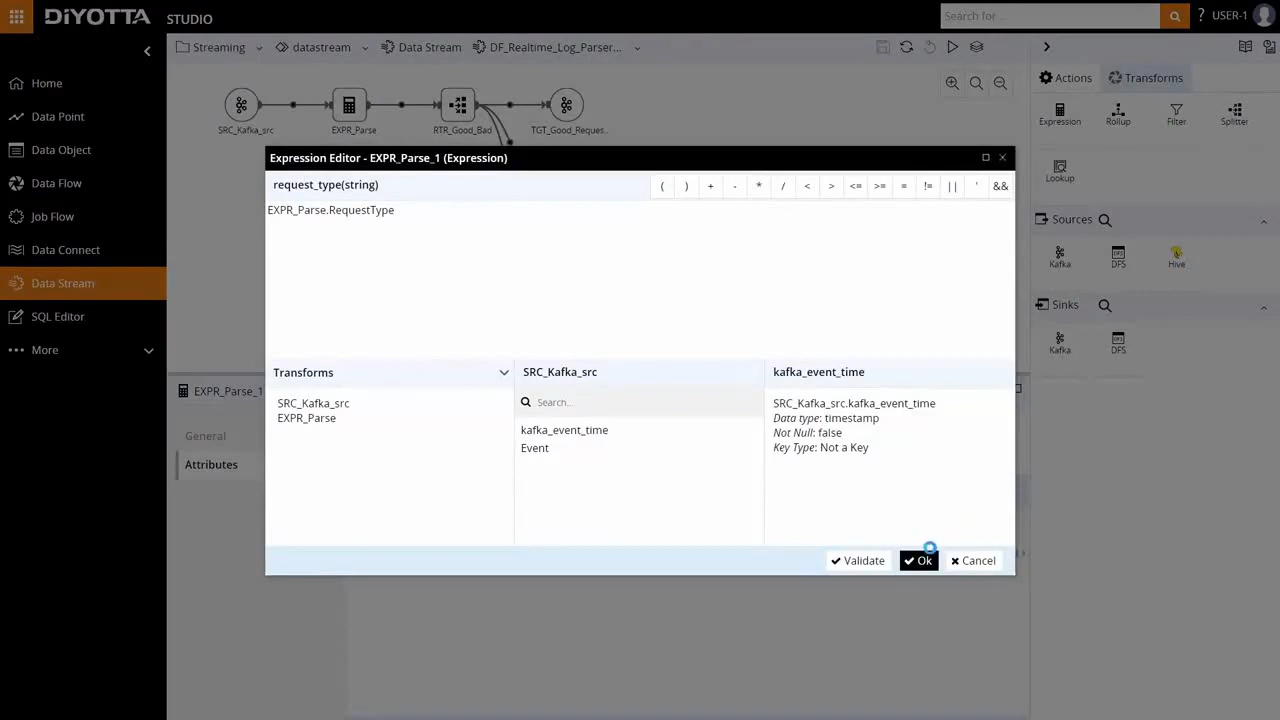 DiYOTTA STUDIO
Search for ...
? USER-1
Streaming
datastream
Data Stream
DF_Realtime_Log_Parser...
Home
Data Point
Data Object
Data Flow
Job Flow
Data Connect
Data Stream
SQL Editor
More
Actions
Transforms
Expression
Rollup
Filter
Splitter
Lookup
Sources
Kafka
DFS
Hive
Sinks
Kafka
DFS
SRC_Kafka_src
EXPR_Parse
RTR_Good_Bad
TGT_Good_Reques..
Expression Editor - EXPR_Parse_1 (Expression)
request_type(string)
( ) + - * / < > <= >= = != || ' &&
EXPR_Parse.RequestType
Transforms
SRC_Kafka_src
EXPR_Parse
SRC_Kafka_src
Search...
kafka_event_time
Event
kafka_event_time
SRC_Kafka_src.kafka_event_time
Data type: timestamp
Not Null: false
Key Type: Not a Key
Validate
Ok
Cancel
EXPR_Parse_1
General
Attributes